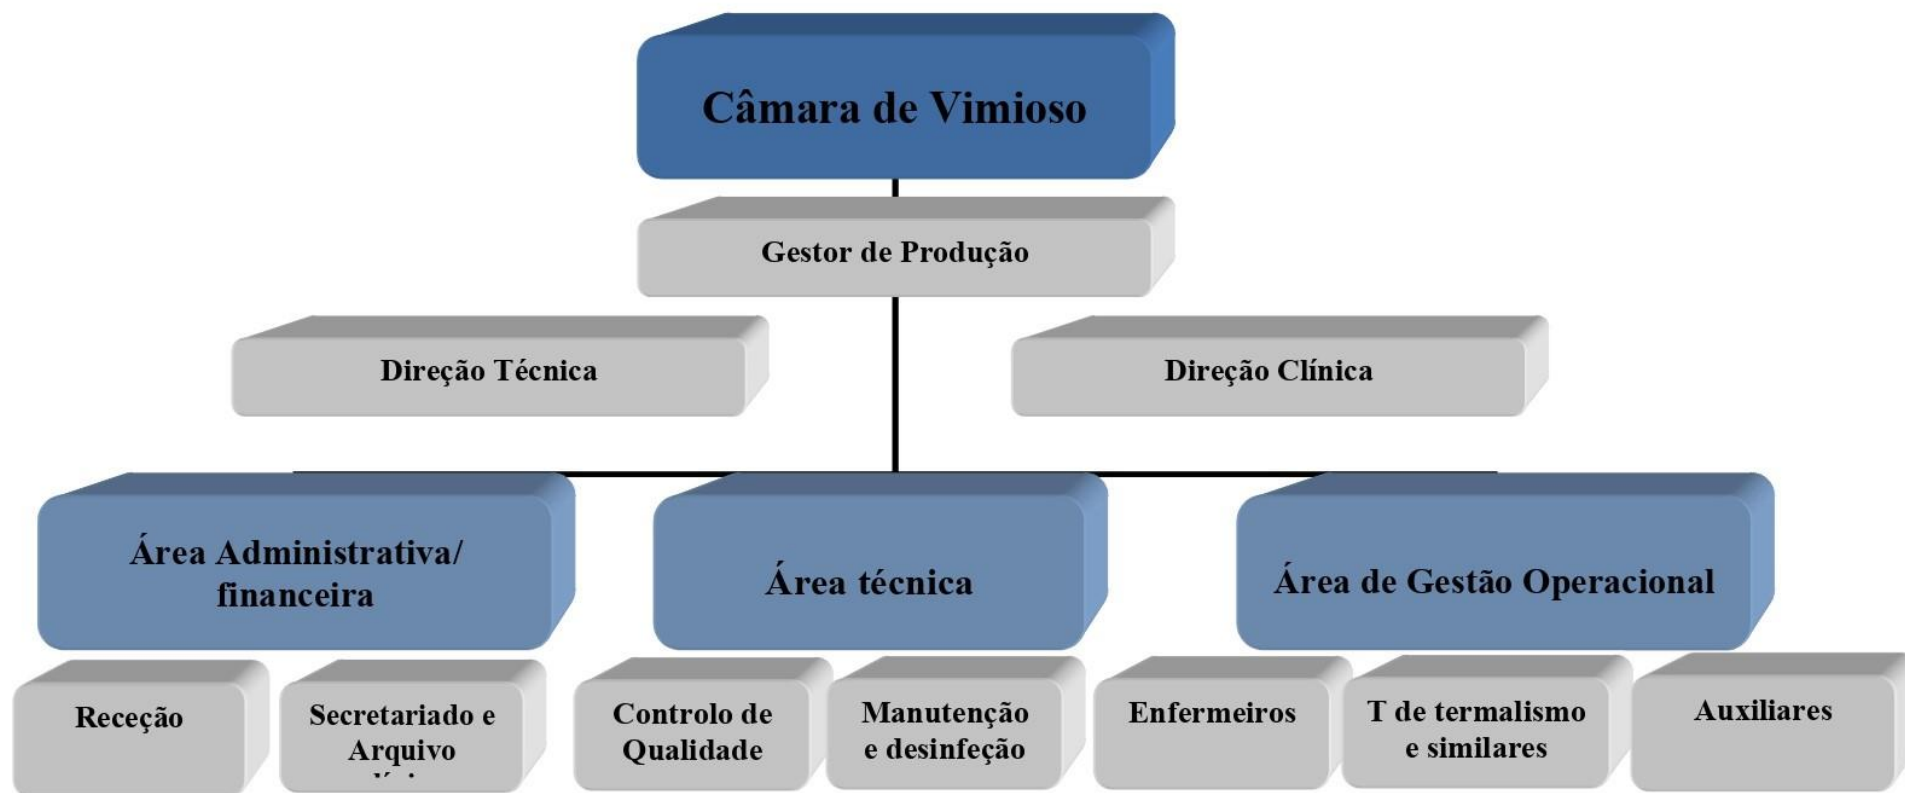 Câmara de Vimioso
Gestor de Produção
Direção Técnica
Direção Clínica
Área Administrativa/
financeira
Área técnica
Área de Gestão Operacional
Receção
Secretariado e
Arquivo
Controlo de
Qualidade
Manutenção
e desinfeção
Enfermeiros
T de termalismo
e similares
Auxiliares